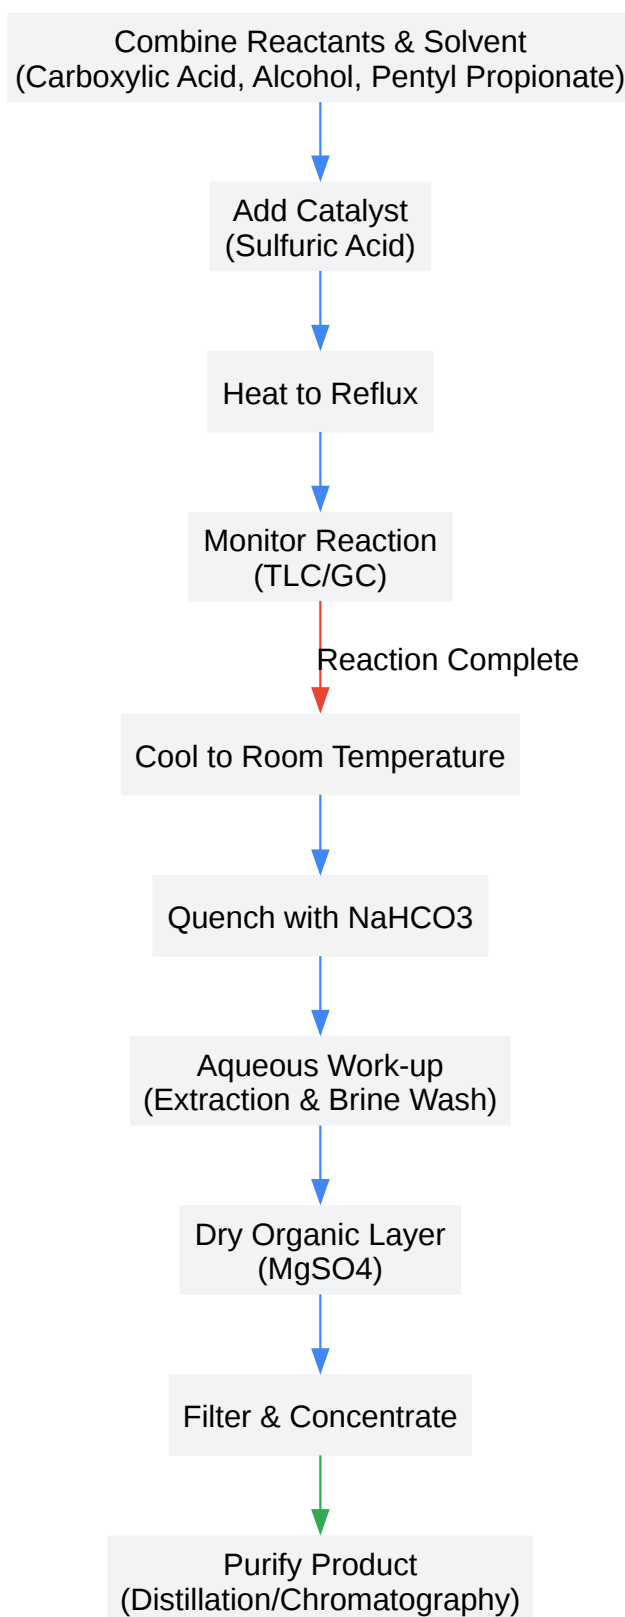 Combine Reactants & Solvent
(Carboxylic Acid, Alcohol, Pentyl Propionate)
Add Catalyst
(Sulfuric Acid)
Heat to Reflux
Monitor Reaction
(TLC/GC)
Reaction Complete
Cool to Room Temperature
Quench with NaHCO3
Aqueous Work-up
(Extraction & Brine Wash)
Dry Organic Layer
(MgSO4)
Filter & Concentrate
Purify Product
(Distillation/Chromatography)